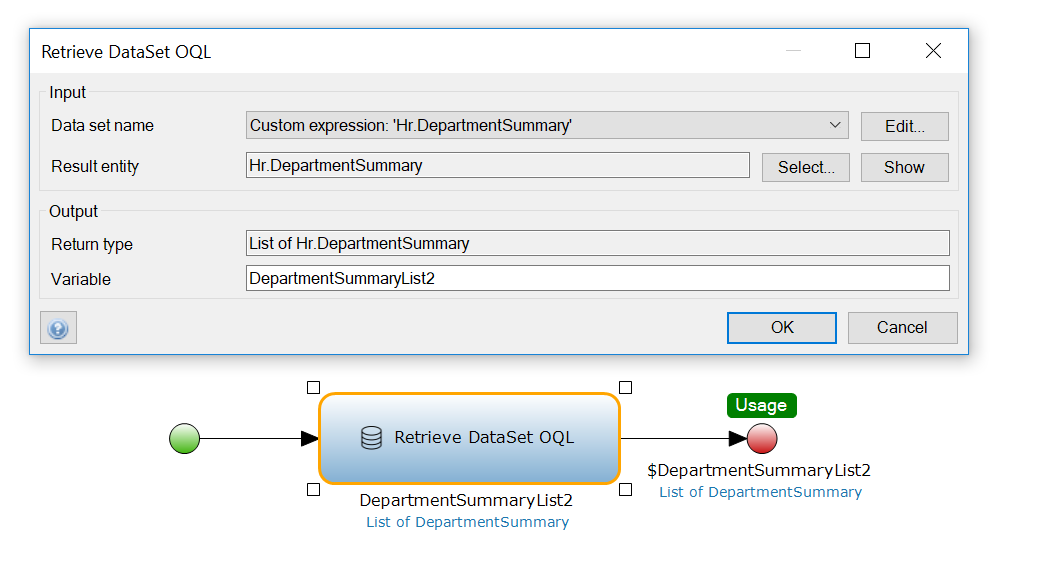 Retrieve DataSet OQL
Input
Data set name
Custom expression: 'Hr.DepartmentSummary'
Edit...
Result entity
Hr.DepartmentSummary
Select...
Show
Output
Return type
List of Hr.DepartmentSummary
Variable
DepartmentSummaryList2
?
OK
Cancel
Usage
Retrieve DataSet OQL
$DepartmentSummaryList2
List of DepartmentSummary
DepartmentSummaryList2
List of DepartmentSummary